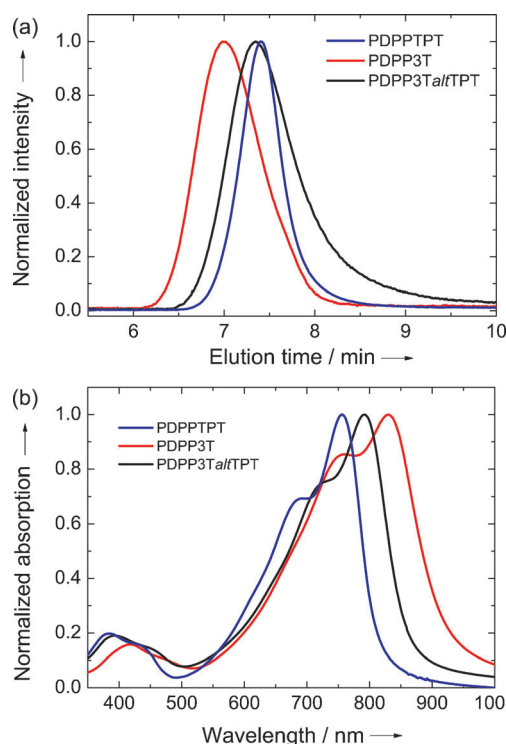 (a)
1.0
0.8
0.6
0.4
0.2
0.0
Normalized intensity
PDPPTPT
PDPP3T
PDPP3TaltTPT
6 7 8 9 10
Elution time / min
(b)
1.0
0.8
0.6
0.4
0.2
0.0
Normalized absorption
PDPPTPT
PDPP3T
PDPP3TaltTPT
400 500 600 700 800 900 1000
Wavelength / nm